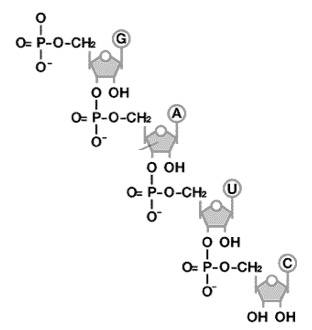 O
O= P-O-CH₂ G
O⁻
O OH
O= P-O-CH₂ A
O⁻
O OH
O= P-O-CH₂ U
O⁻
O OH
O= P-O-CH₂ C
O⁻
OH OH